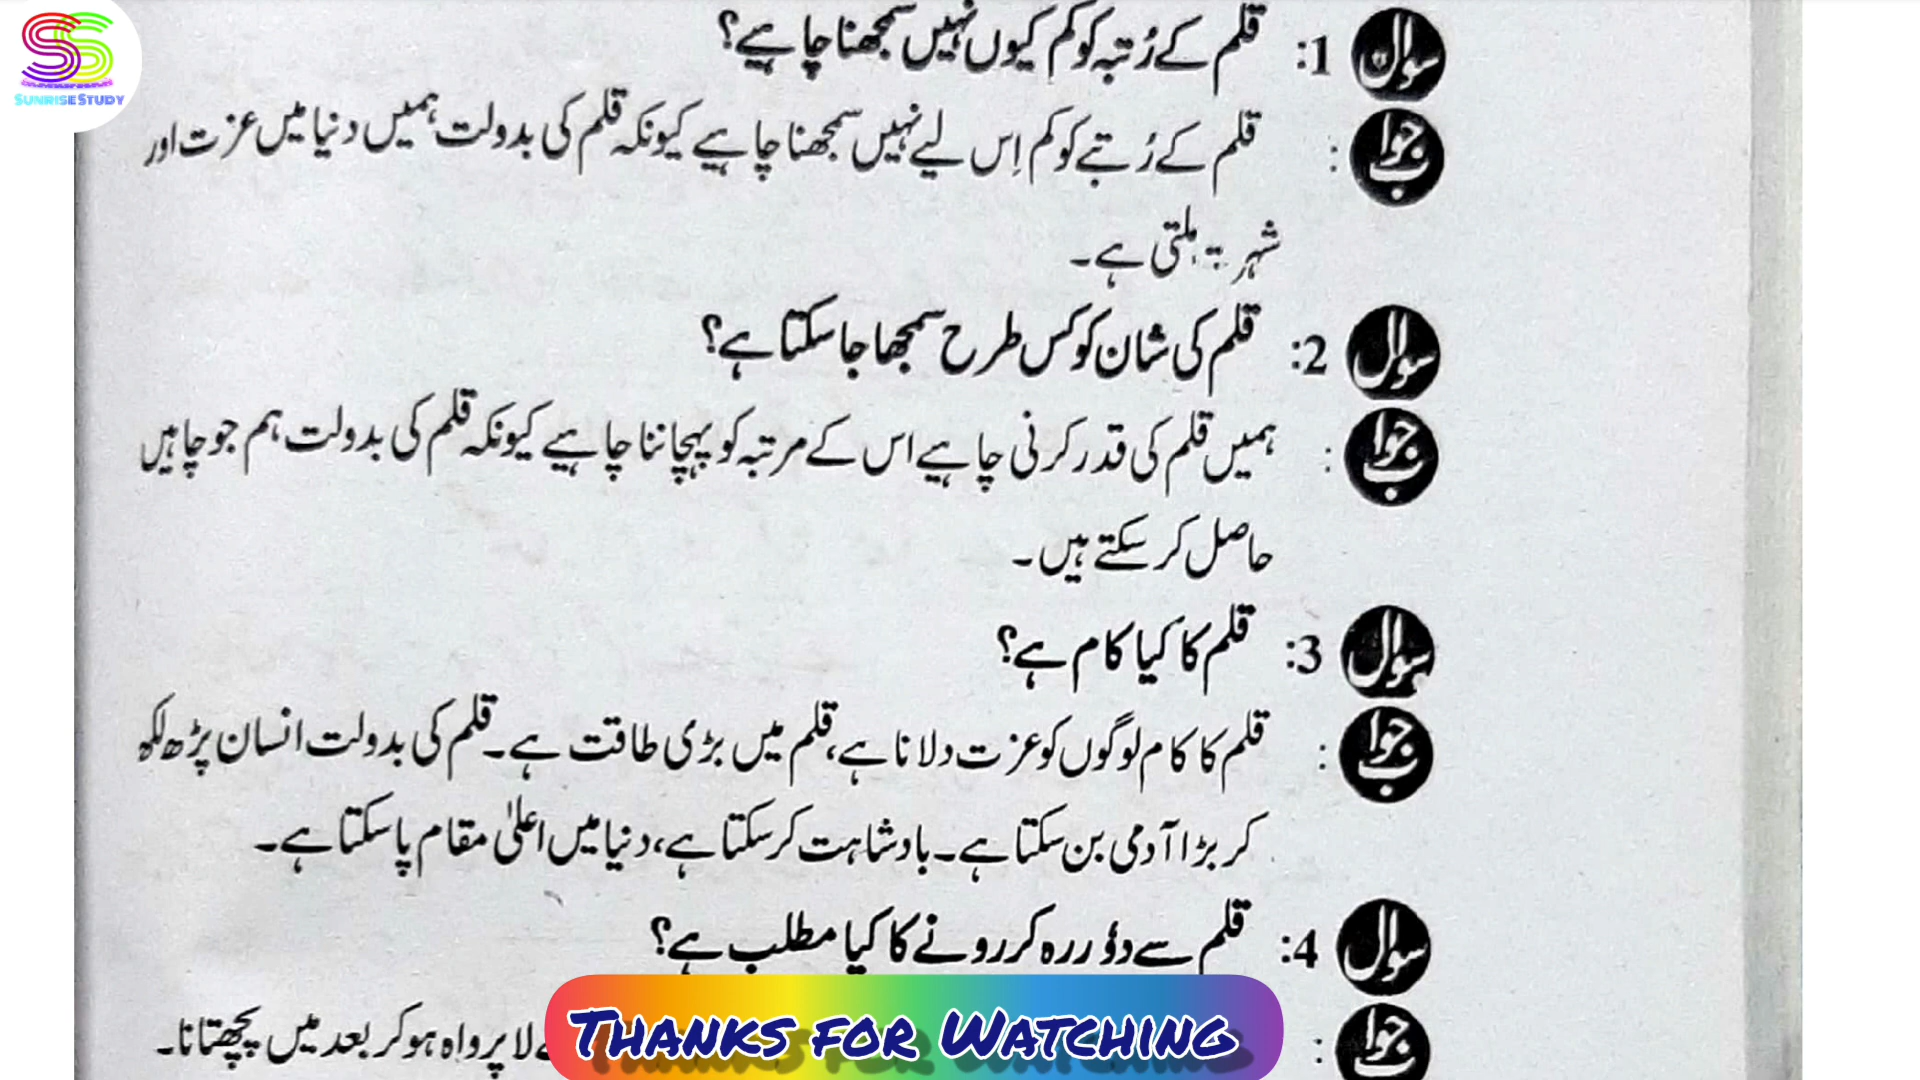 SS
SUNRISE STUDY
سوال 1: قلم کے رُتبہ کو کم کیوں نہیں سمجھنا چاہیے؟
جواب : قلم کے رُتبے کو کم اِس لیے نہیں سمجھنا چاہیے کیونکہ قلم کی بدولت ہمیں دنیا میں عزت اور
شہرت ملتی ہے۔
سوال 2: قلم کی شان کو کس طرح سمجھا جا سکتا ہے؟
جواب : ہمیں قلم کی قدر کرنی چاہیے اس کے مرتبہ کو پہچاننا چاہیے کیونکہ قلم کی بدولت ہم جو چاہیں
حاصل کر سکتے ہیں۔
سوال 3: قلم کا کیا کام ہے؟
جواب : قلم کا کام لوگوں کو عزت دلانا ہے، قلم میں بڑی طاقت ہے۔ قلم کی بدولت انسان پڑھ لکھ
کر بڑا آدمی بن سکتا ہے۔ بادشاہت کر سکتا ہے، دنیا میں اعلیٰ مقام پا سکتا ہے۔
سوال 4: قلم سے دوُر رہ کر رونے کا کیا مطلب ہے؟
جواب : لا پرواہ ہو کر بعد میں پچھتانا۔
THANKS FOR WATCHING